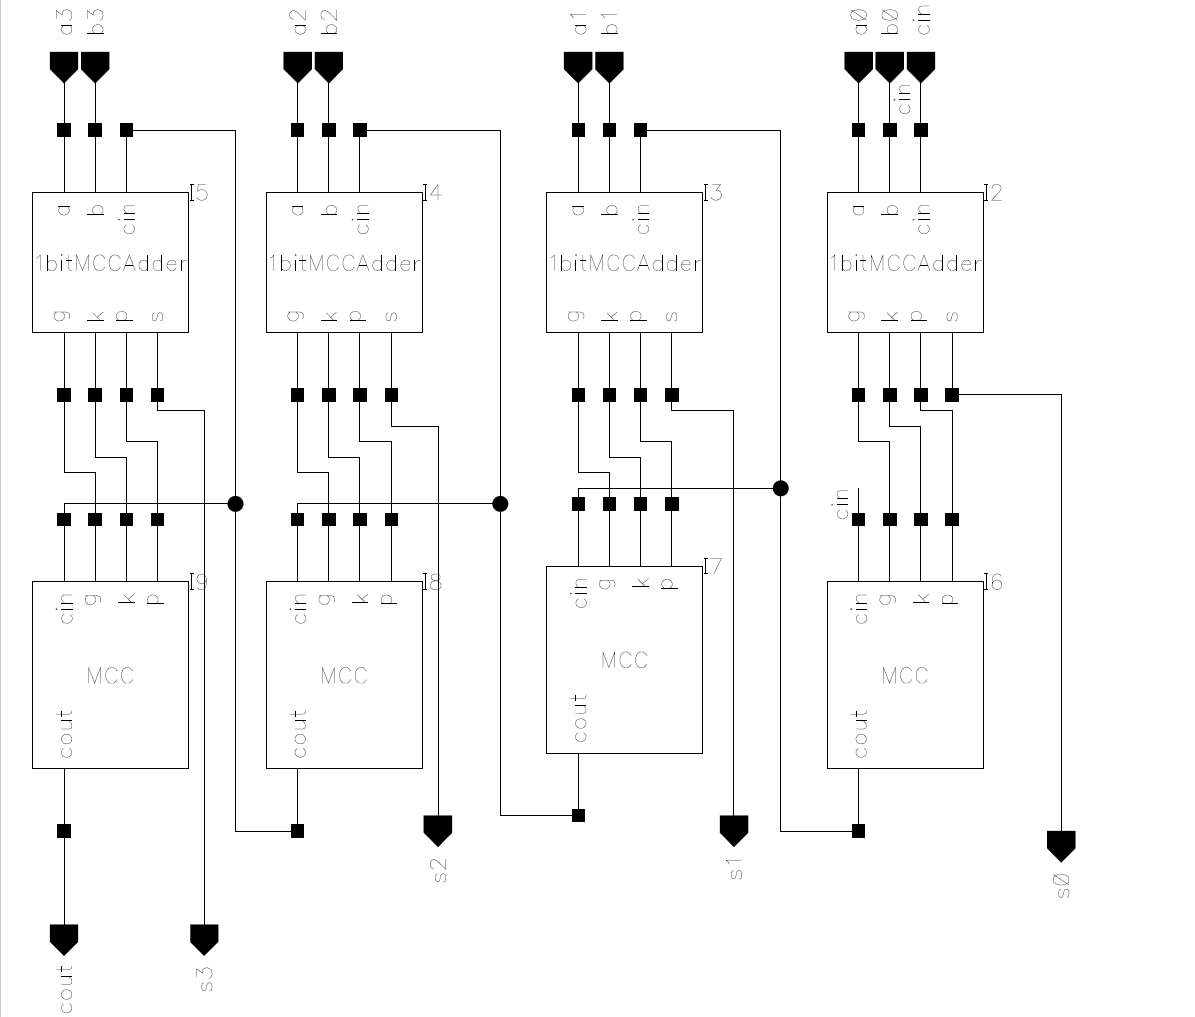 a3 b3 a2 b2 a1 b1 a0 b0 cin
cin
I5 I4 I3 I2
a b cin a b cin a b cin a b cin
1bitMCCAdder 1bitMCCAdder 1bitMCCAdder 1bitMCCAdder
g k p s g k p s g k p s g k p s
cin
I9 I8 I7 I6
cin g k p cin g k p cin g k p cin g k p
MCC MCC MCC MCC
cout cout cout cout
s2 s1 s0
cout s3